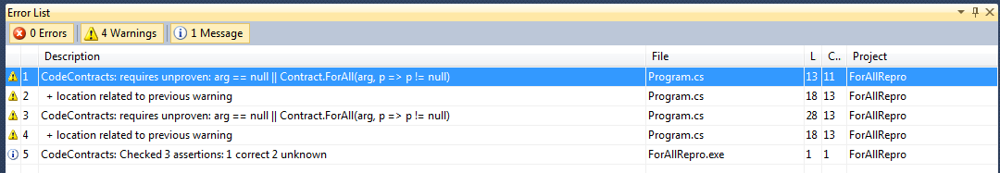 Error List
0 Errors 4 Warnings 1 Message
Description File L C.. Project
1 CodeContracts: requires unproven: arg == null || Contract.ForAll(arg, p => p != null) Program.cs 13 11 ForAllRepro
2 + location related to previous warning Program.cs 18 13 ForAllRepro
3 CodeContracts: requires unproven: arg == null || Contract.ForAll(arg, p => p != null) Program.cs 28 13 ForAllRepro
4 + location related to previous warning Program.cs 18 13 ForAllRepro
5 CodeContracts: Checked 3 assertions: 1 correct 2 unknown ForAllRepro.exe 1 1 ForAllRepro